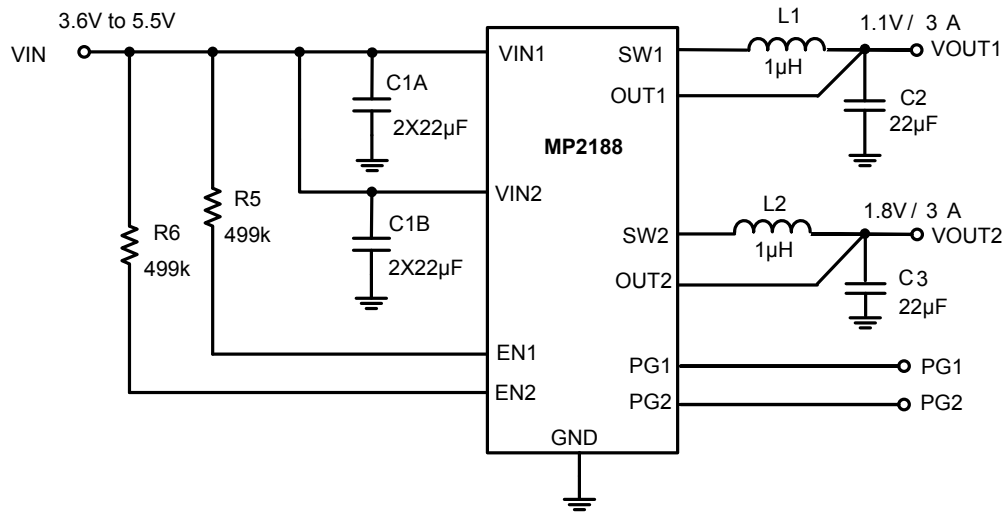 3.6V to 5.5V
VIN
VIN1
C1A
2X22µF
VIN2
C1B
2X22µF
R5
499k
R6
499k
EN1
EN2
MP2188
GND
SW1
OUT1
L1
1µH
1.1V / 3 A
VOUT1
C2
22µF
SW2
OUT2
L2
1µH
1.8V / 3 A
VOUT2
C3
22µF
PG1
PG1
PG2
PG2